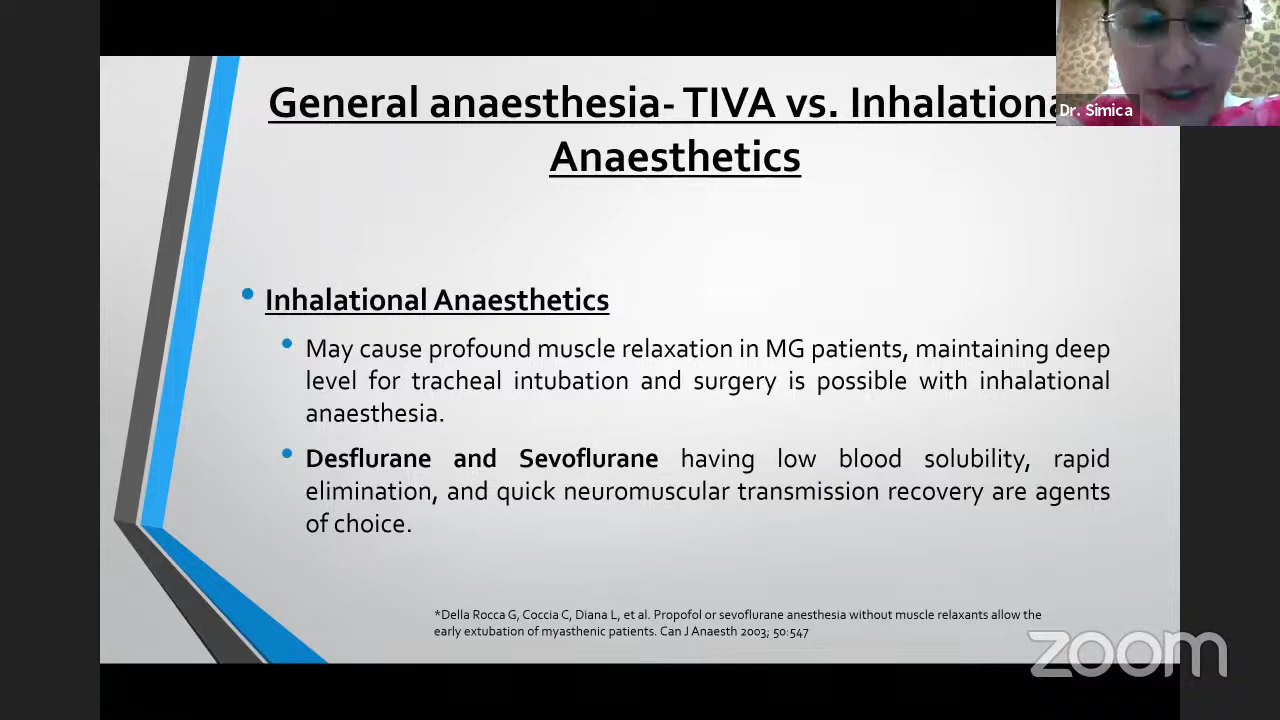 General anaesthesia- TIVA vs. Inhalationa
Anaesthetics
Dr. Simica
• Inhalational Anaesthetics
• May cause profound muscle relaxation in MG patients, maintaining deep
level for tracheal intubation and surgery is possible with inhalational
anaesthesia.
• Desflurane and Sevoflurane having low blood solubility, rapid
elimination, and quick neuromuscular transmission recovery are agents
of choice.
*Della Rocca G, Coccia C, Diana L, et al. Propofol or sevoflurane anesthesia without muscle relaxants allow the
early extubation of myasthenic patients. Can J Anaesth 2003; 50:547
zoom